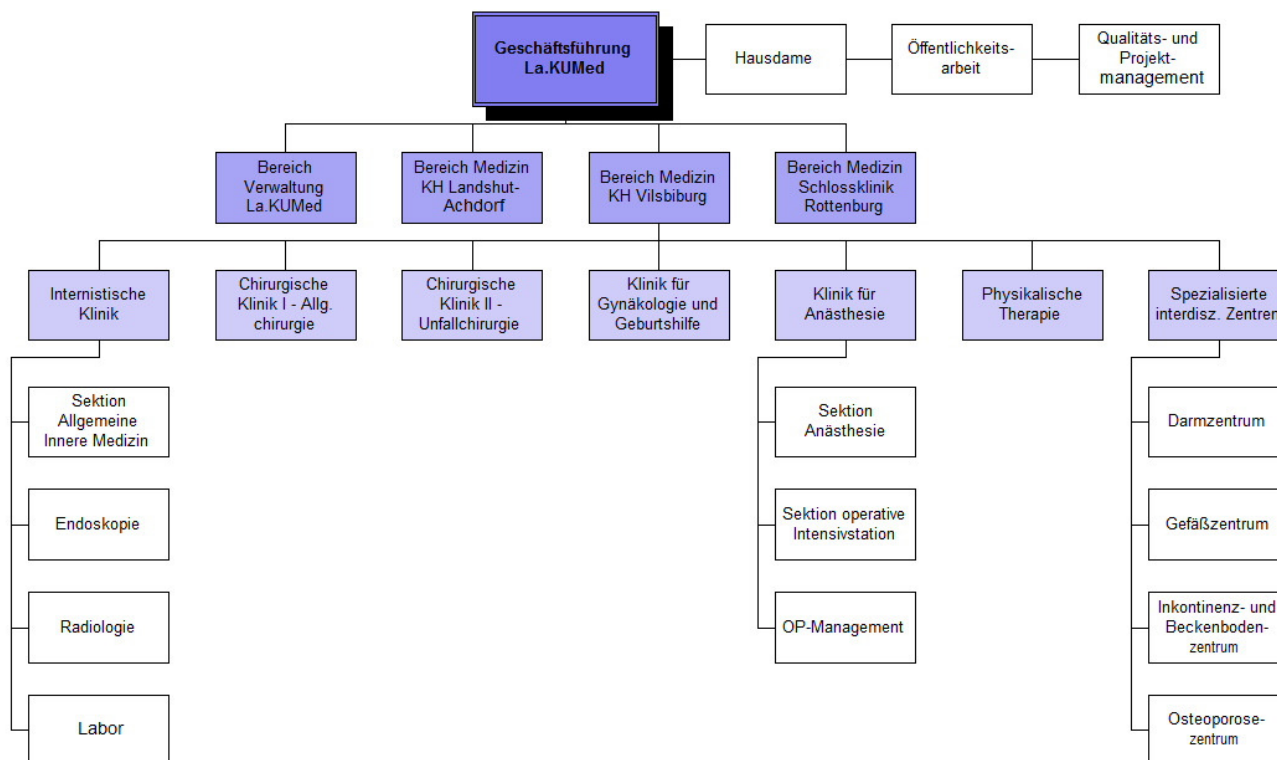 Geschäftsführung
La.KUMed
Hausdame
Öffentlichkeits-
arbeit
Qualitäts- und
Projekt-
management
Bereich
Verwaltung
La.KUMed
Bereich Medizin
KH Landshut-
Achdorf
Bereich Medizin
KH Vilsbiburg
Bereich Medizin
Schlossklinik
Rottenburg
Internistische
Klinik
Chirurgische
Klinik I - Allg.
chirurgie
Chirurgische
Klinik II -
Unfallchirurgie
Klinik für
Gynäkologie und
Geburtshilfe
Klinik für
Anästhesie
Physikalische
Therapie
Spezialisierte
interdisz. Zentren
Sektion
Allgemeine
Innere Medizin
Endoskopie
Radiologie
Labor
Sektion
Anästhesie
Sektion operative
Intensivstation
OP-Management
Darmzentrum
Gefäßzentrum
Inkontinenz- und
Beckenboden-
zentrum
Osteoporose-
zentrum